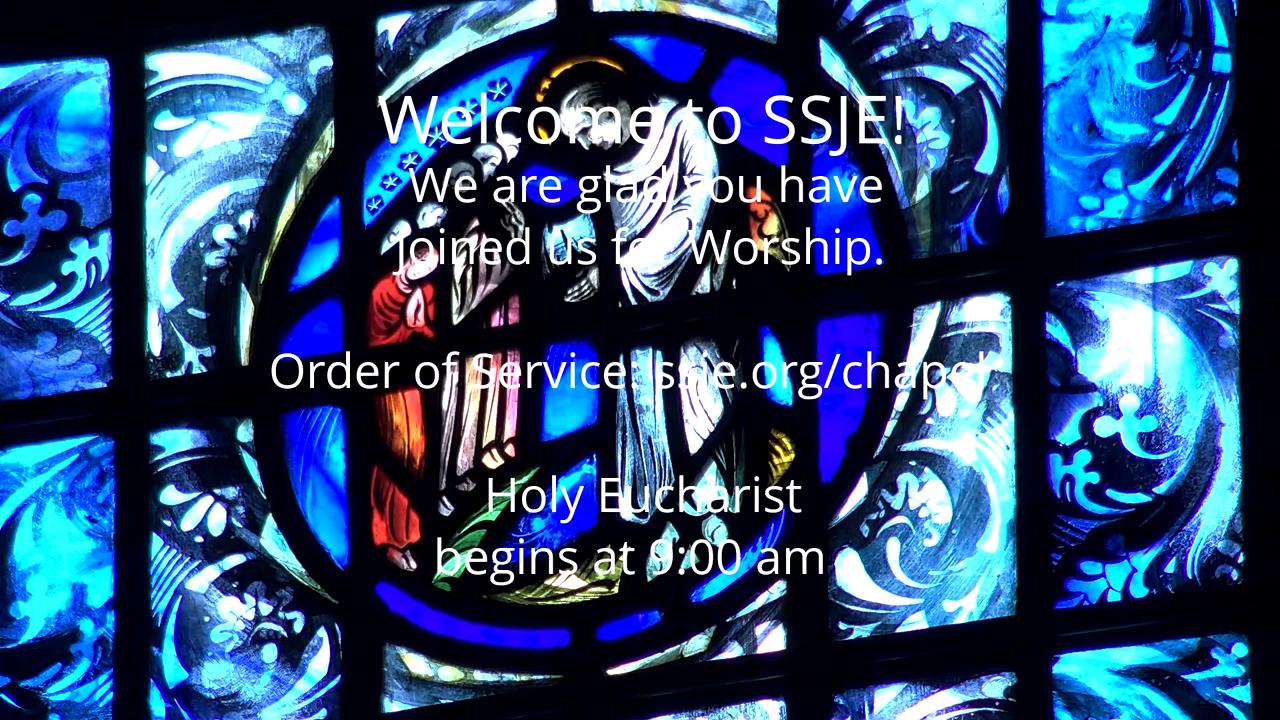 Welcome to SSJE!
We are glad you have
joined us for Worship.
Order of Service: ssje.org/chapel
Holy Eucharist
begins at 9:00 am